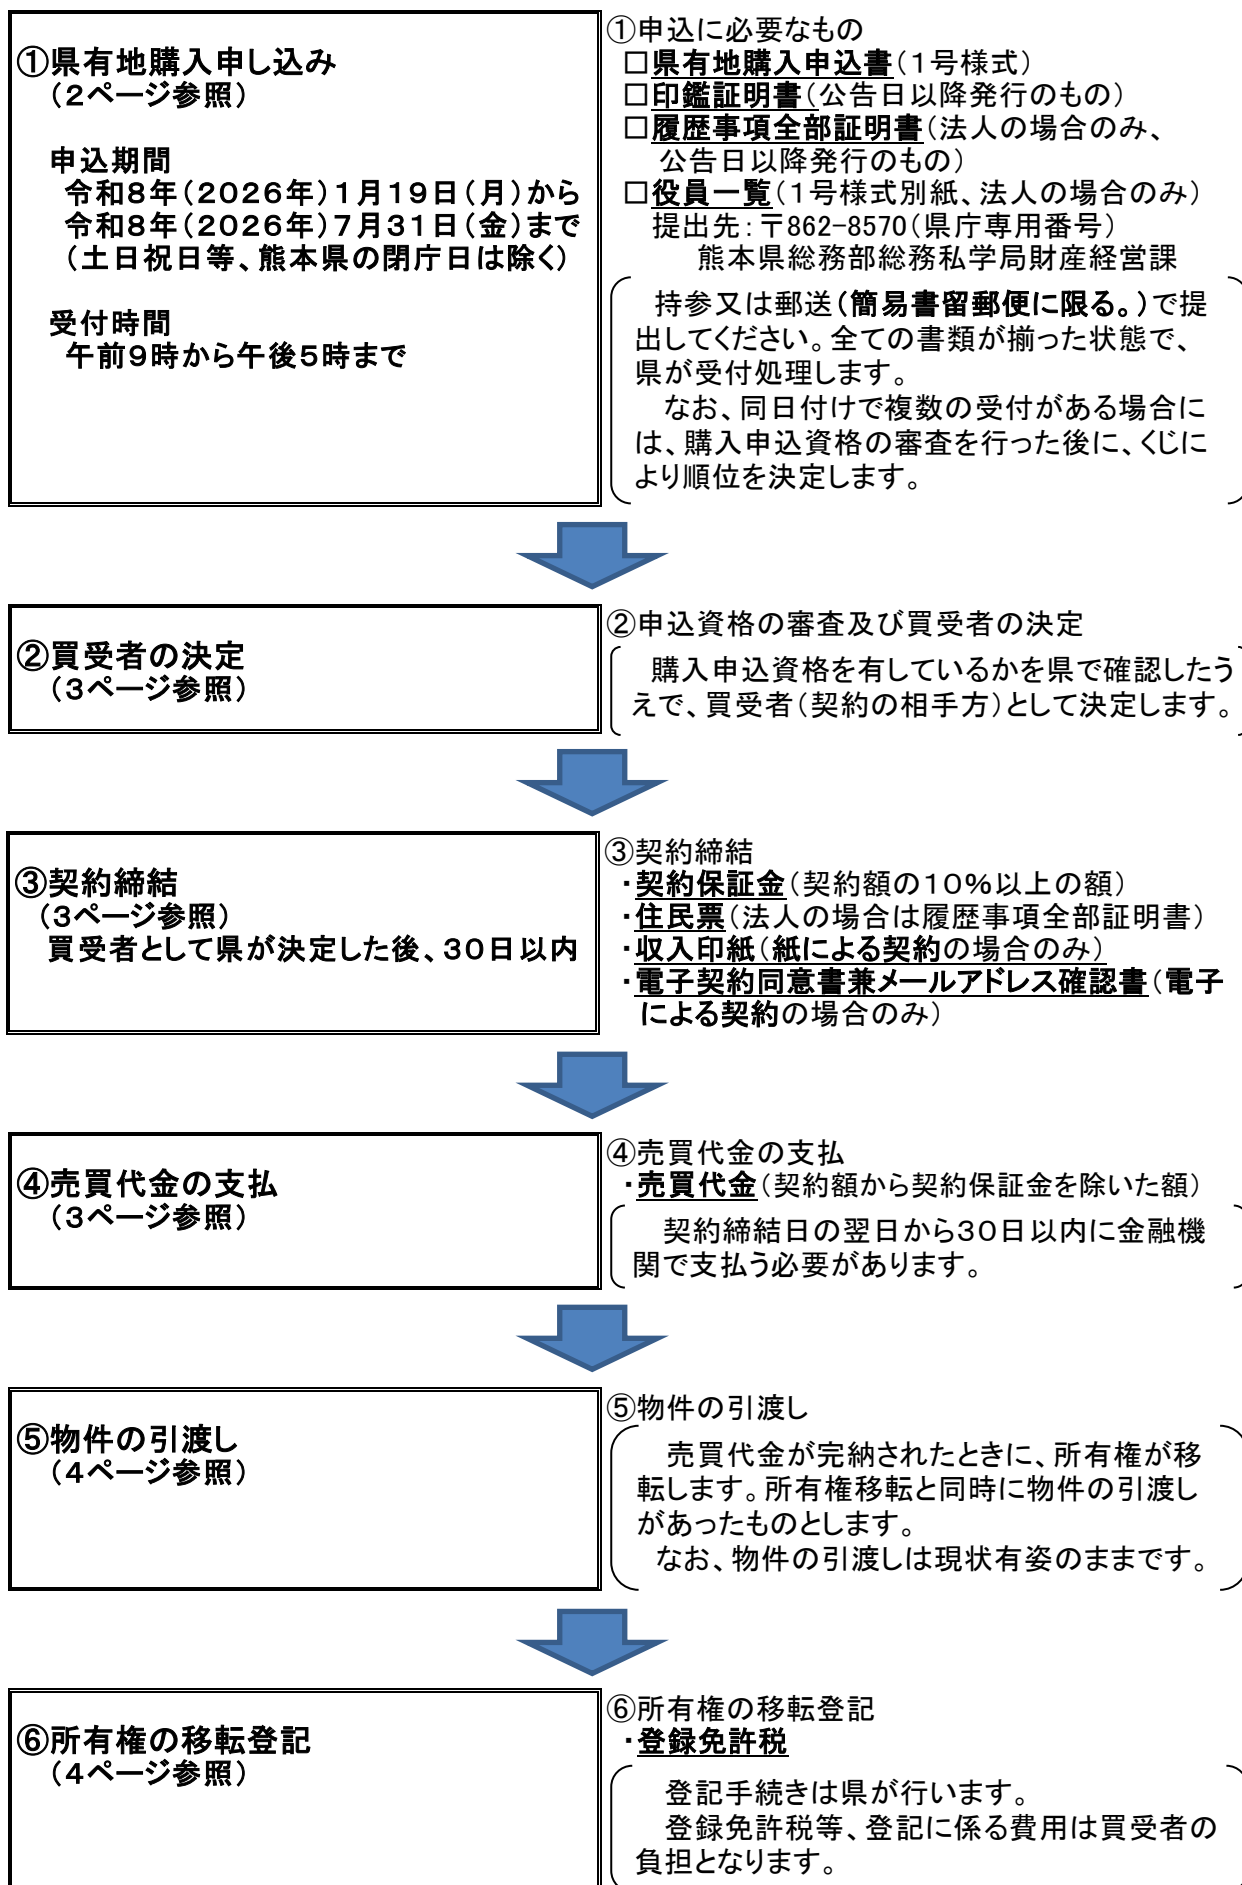 ①県有地購入申し込み
(2ページ参照)
申込期間
令和8年(2026年)1月19日(月)から
令和8年(2026年)7月31日(金)まで
(土日祝日等、熊本県の閉庁日は除く)
受付時間
午前9時から午後5時まで
①申込に必要なもの
□県有地購入申込書(1号様式)
□印鑑証明書(公告日以降発行のもの)
□履歴事項全部証明書(法人の場合のみ、
公告日以降発行のもの)
□役員一覧(1号様式別紙、法人の場合のみ)
提出先:〒862-8570(県庁専用番号)
熊本県総務部総務私学局財産経営課
持参又は郵送(簡易書留郵便に限る。)で提
出してください。全ての書類が揃った状態で、
県が受付処理します。
なお、同日付けで複数の受付がある場合に
は、購入申込資格の審査を行った後に、くじに
より順位を決定します。
②買受者の決定
(3ページ参照)
②申込資格の審査及び買受者の決定
購入申込資格を有しているかを県で確認したう
えで、買受者(契約の相手方)として決定します。
③契約締結
(3ページ参照)
買受者として県が決定した後、30日以内
③契約締結
・契約保証金(契約額の10%以上の額)
・住民票(法人の場合は履歴事項全部証明書)
・収入印紙(紙による契約の場合のみ)
・電子契約同意書兼メールアドレス確認書(電子
による契約の場合のみ)
④売買代金の支払
(3ページ参照)
④売買代金の支払
・売買代金(契約額から契約保証金を除いた額)
契約締結日の翌日から30日以内に金融機
関で支払う必要があります。
⑤物件の引渡し
(4ページ参照)
⑤物件の引渡し
売買代金が完納されたときに、所有権が移
転します。所有権移転と同時に物件の引渡し
があったものとします。
なお、物件の引渡しは現状有姿のままです。
⑥所有権の移転登記
(4ページ参照)
⑥所有権の移転登記
・登録免許税
登記手続きは県が行います。
登録免許税等、登記に係る費用は買受者の
負担となります。